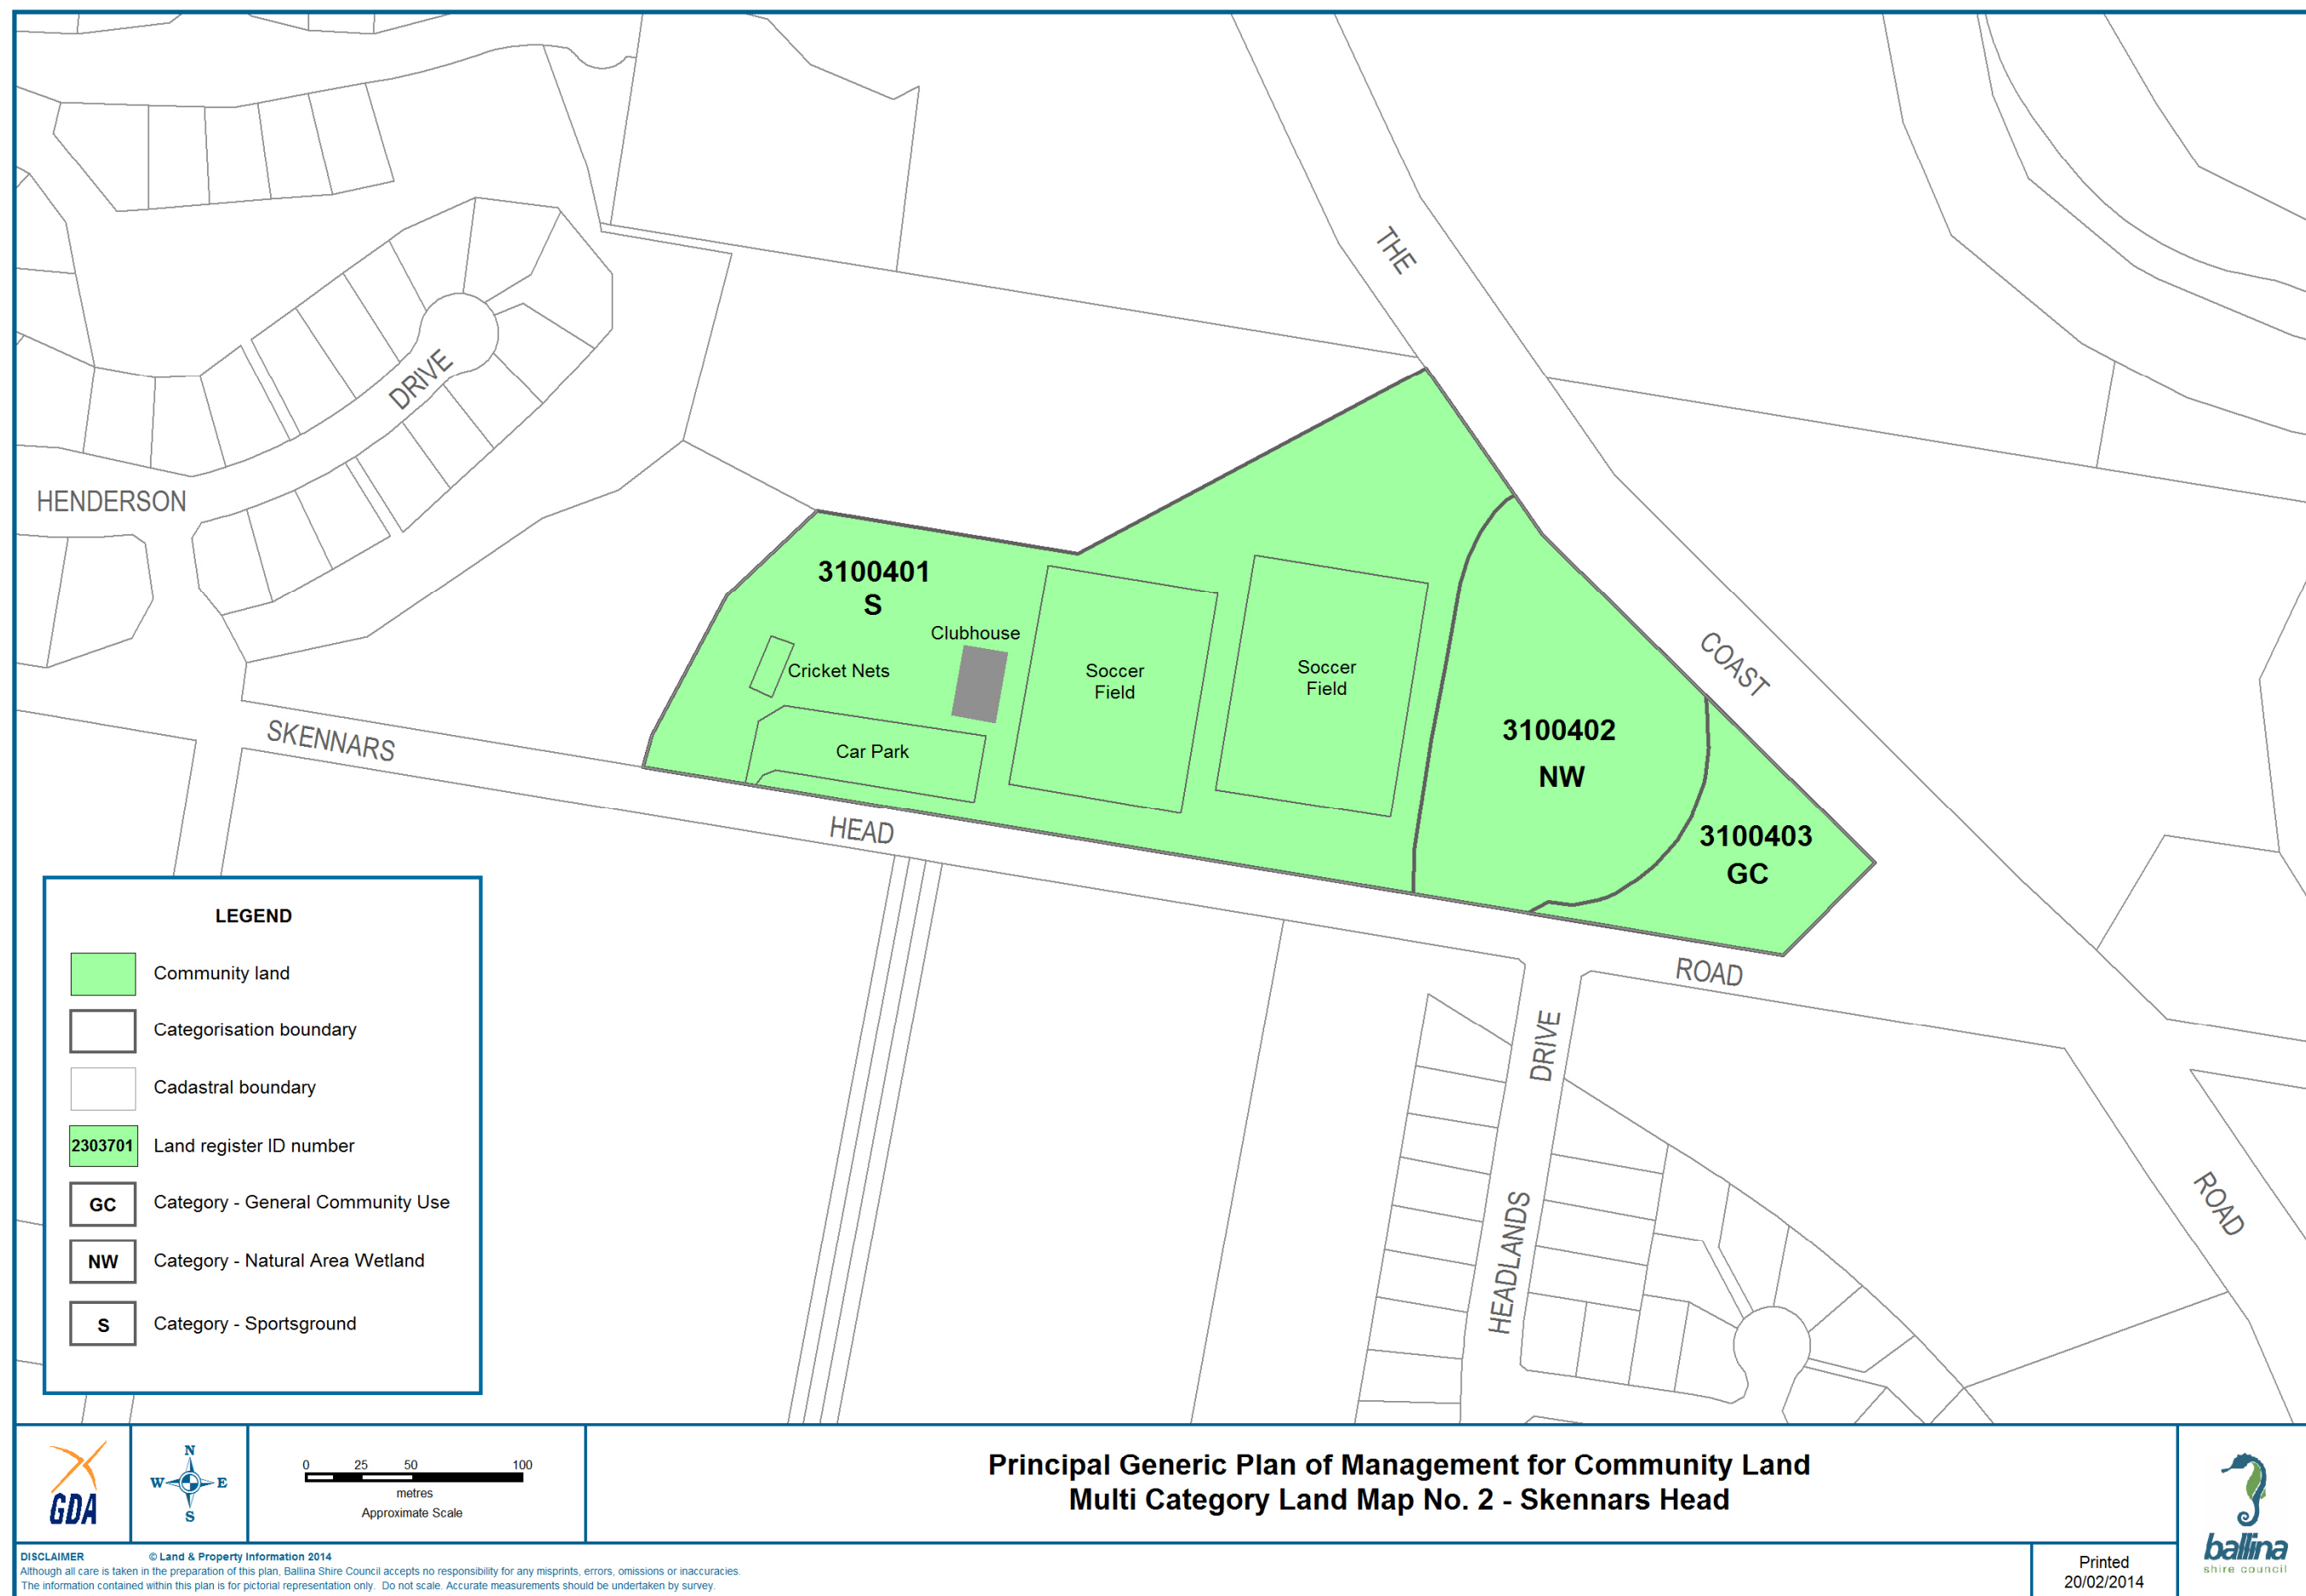 THE
DRIVE
HENDERSON
3100401
S
Clubhouse
Cricket Nets
Soccer
Field
Soccer
Field
COAST
SKENNARS
Car Park
3100402
NW
HEAD
3100403
GC
ROAD
DRIVE
HEADLANDS
ROAD
LEGEND
Community land
Categorisation boundary
Cadastral boundary
2303701 Land register ID number
GC Category - General Community Use
NW Category - Natural Area Wetland
S Category - Sportsground
GDA
N
W E
S
0 25 50 100
metres
Approximate Scale
Principal Generic Plan of Management for Community Land
Multi Category Land Map No. 2 - Skennars Head
ballina
shire council
DISCLAIMER © Land & Property Information 2014
Although all care is taken in the preparation of this plan, Ballina Shire Council accepts no responsibility for any misprints, errors, omissions or inaccuracies.
The information contained within this plan is for pictorial representation only. Do not scale. Accurate measurements should be undertaken by survey.
Printed
20/02/2014